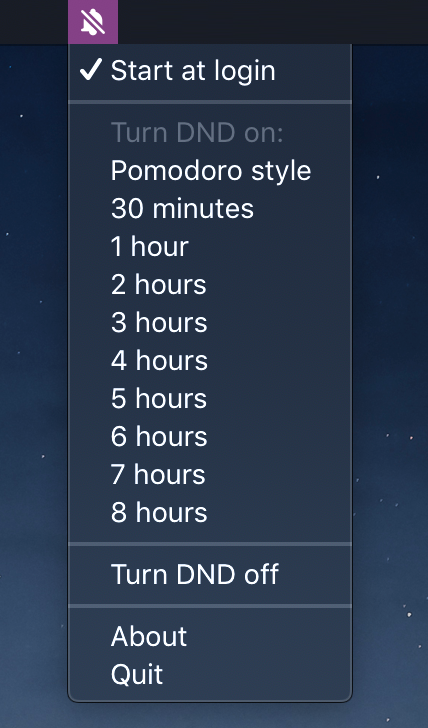 Start at login
Turn DND on:
Pomodoro style
30 minutes
1 hour
2 hours
3 hours
4 hours
5 hours
6 hours
7 hours
8 hours
Turn DND off
About
Quit